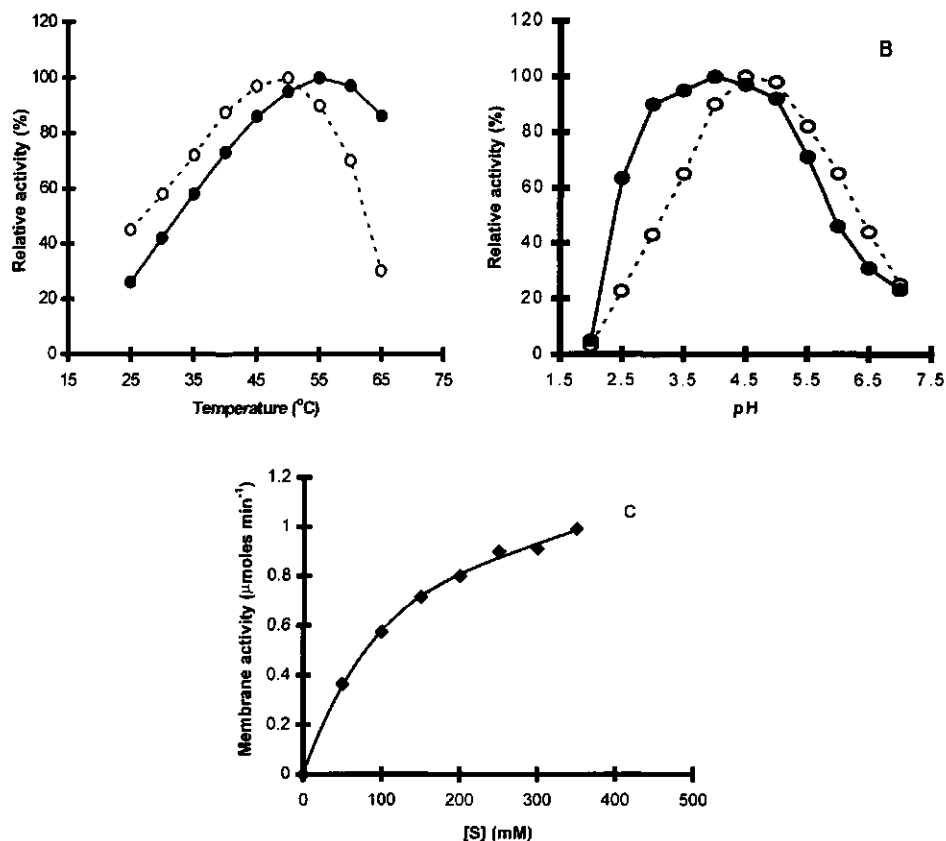 120
100
80
60
40
20
0
Relative activity (%)
15 25 35 45 55 65 75
Temperature (°C)
B
120
100
80
60
40
20
0
Relative activity (%)
1.5 2.5 3.5 4.5 5.5 6.5 7.5
pH
C
1.2
1
0.8
0.6
0.4
0.2
0
Membrane activity (μmoles min⁻¹)
0 100 200 300 400 500
[S] (mM)